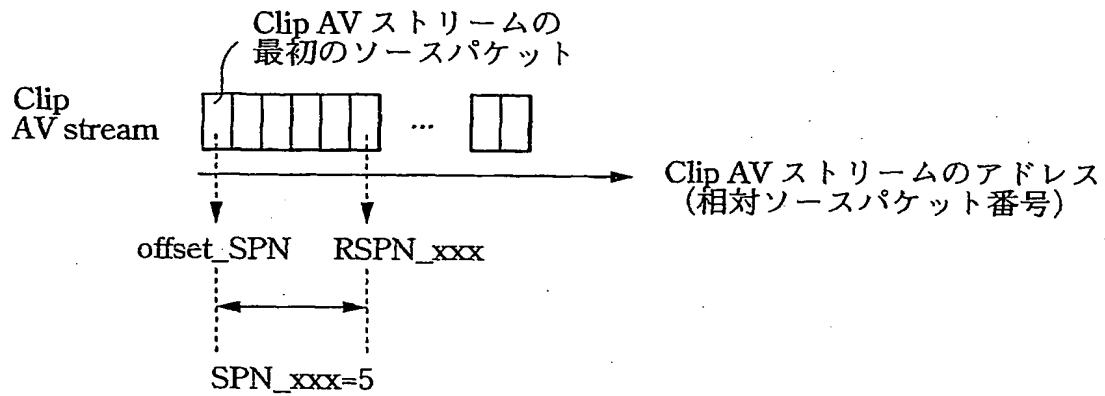 Clip AV ストリームの
最初のソースパケット
Clip
AV stream
...
Clip AV ストリームのアドレス
(相対ソースパケット番号)
offset_SPN RSPN_xxx
SPN_xxx=5